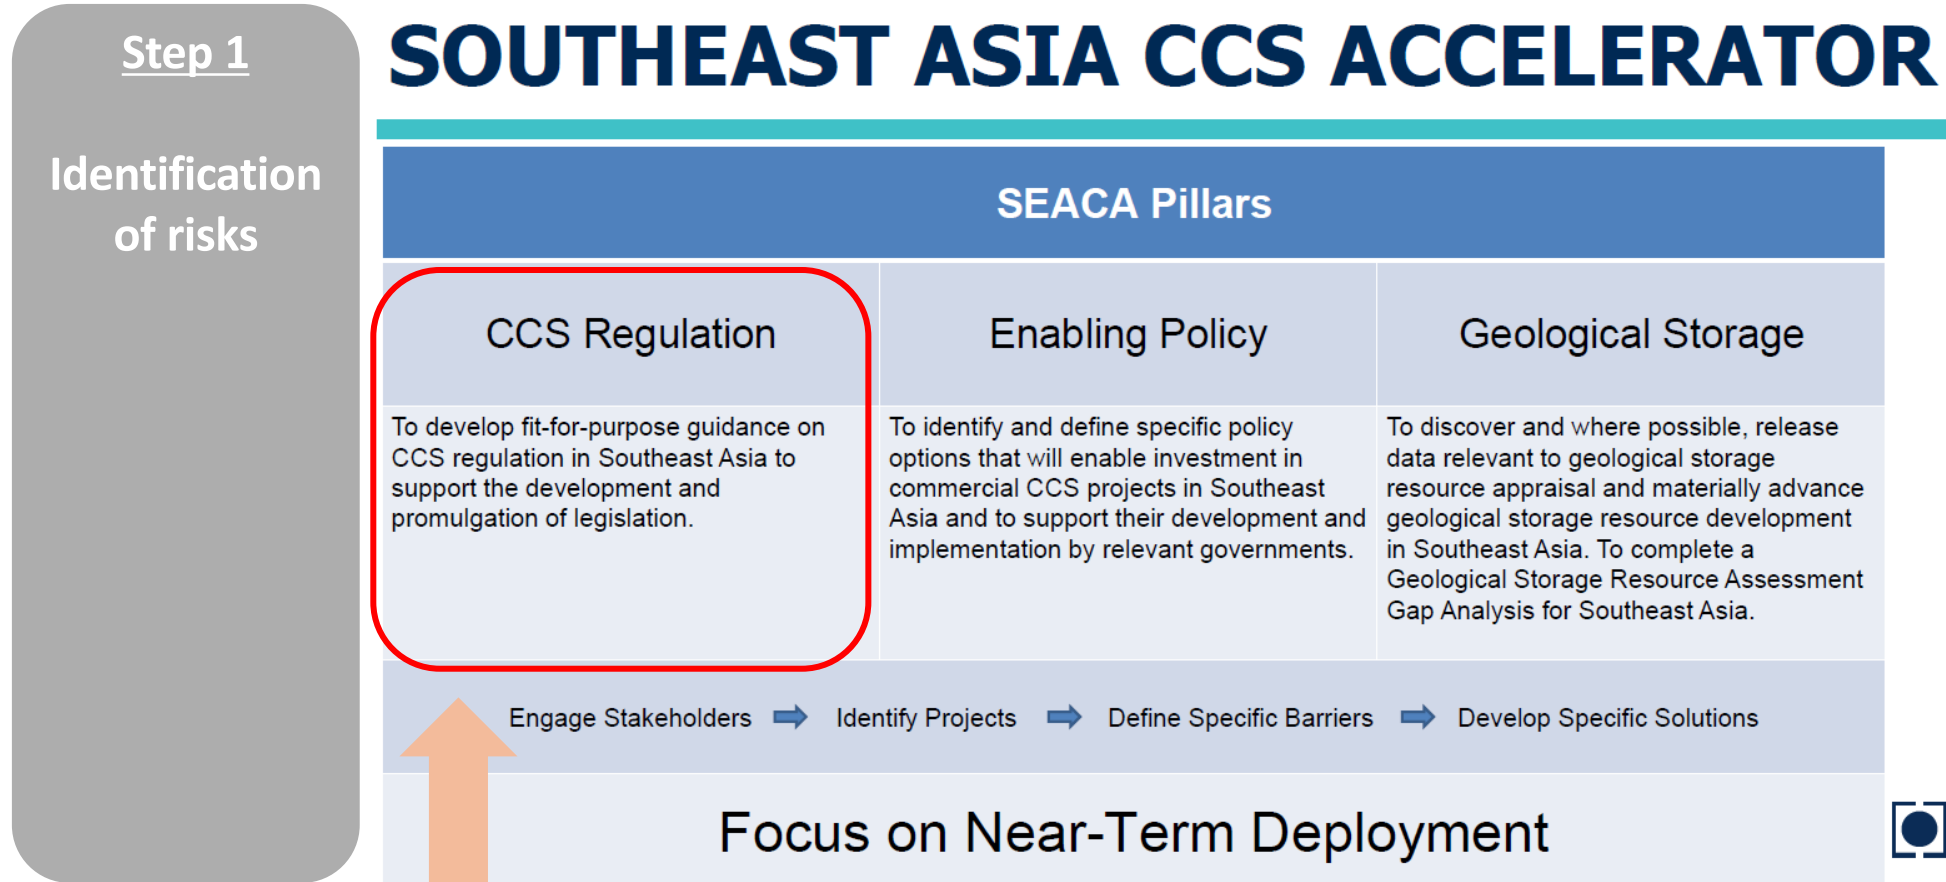 Step 1
Identification
of risks
SOUTHEAST ASIA CCS ACCELERATOR
SEACA Pillars
CCS Regulation
Enabling Policy
Geological Storage
To develop fit-for-purpose guidance on
CCS regulation in Southeast Asia to
support the development and
promulgation of legislation.
To identify and define specific policy
options that will enable investment in
commercial CCS projects in Southeast
Asia and to support their development and
implementation by relevant governments.
To discover and where possible, release
data relevant to geological storage
resource appraisal and materially advance
geological storage resource development
in Southeast Asia. To complete a
Geological Storage Resource Assessment
Gap Analysis for Southeast Asia.
Engage Stakeholders Identify Projects Define Specific Barriers Develop Specific Solutions
Focus on Near-Term Deployment